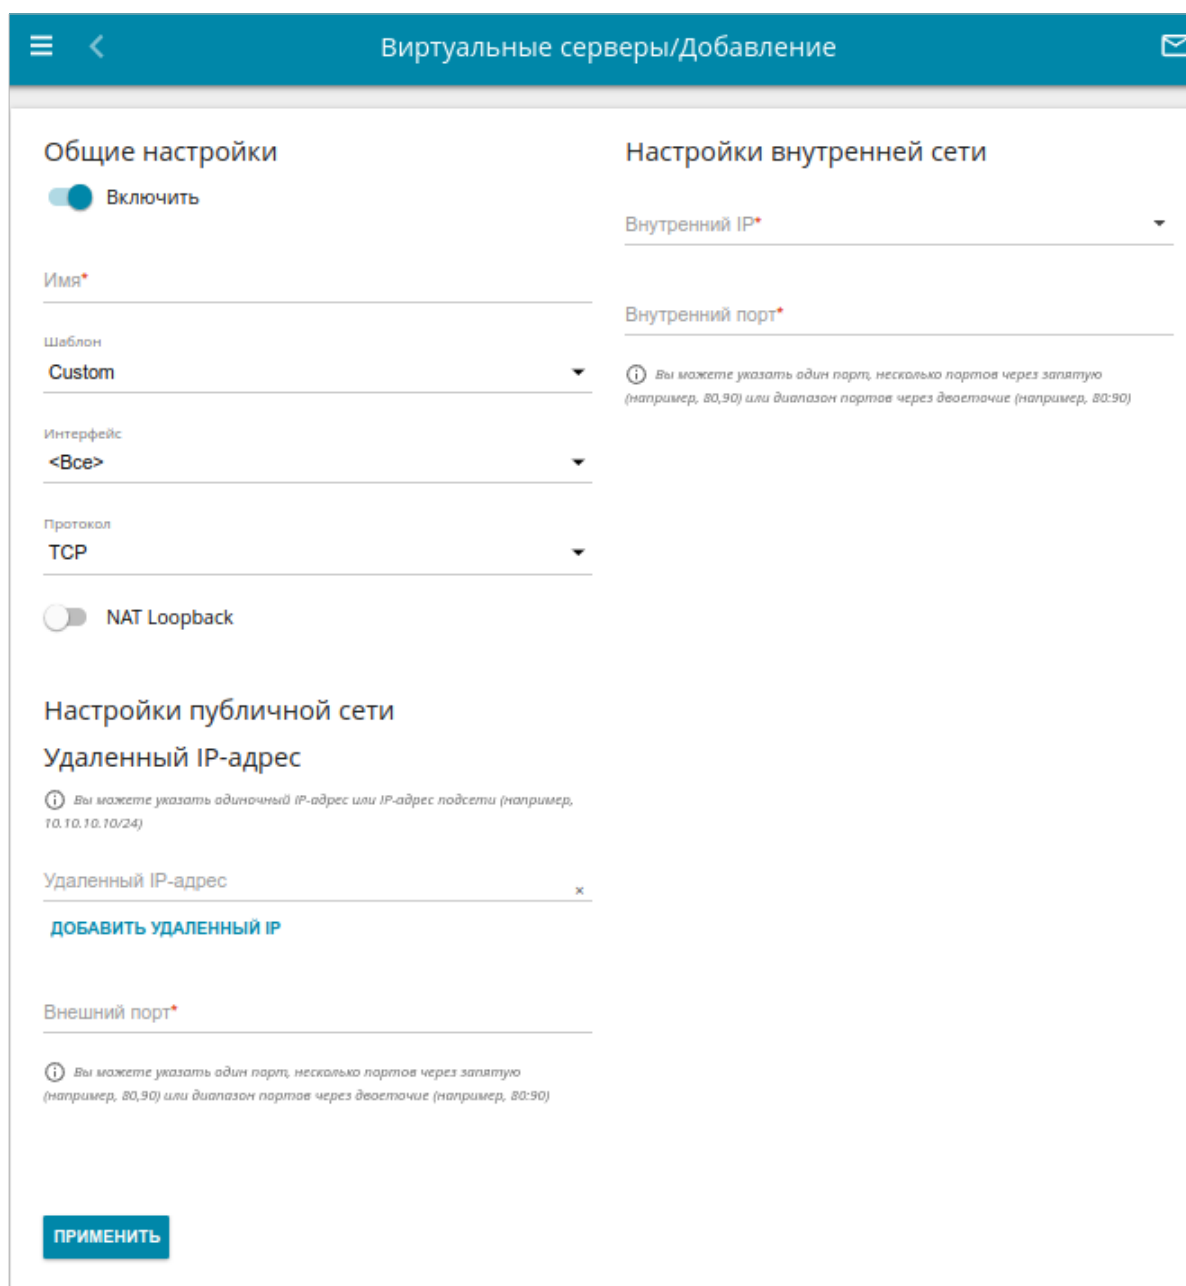 Виртуальные серверы/Добавление
Общие настройки
Включить
Имя*
Шаблон
Custom
Интерфейс
<Все>
Протокол
TCP
NAT Loopback
Настройки публичной сети
Удаленный IP-адрес
Вы можете указать одиночный IP-адрес или IP-адрес подсети (например,
10.10.10.10/24)
Удаленный IP-адрес
ДОБАВИТЬ УДАЛЕННЫЙ IP
Внешний порт*
Вы можете указать один порт, несколько портов через запятую
(например, 80,90) или диапазон портов через двоеточие (например, 80:90)
ПРИМЕНИТЬ
Настройки внутренней сети
Внутренний IP*
Внутренний порт*
Вы можете указать один порт, несколько портов через запятую
(например, 80,90) или диапазон портов через двоеточие (например, 80:90)